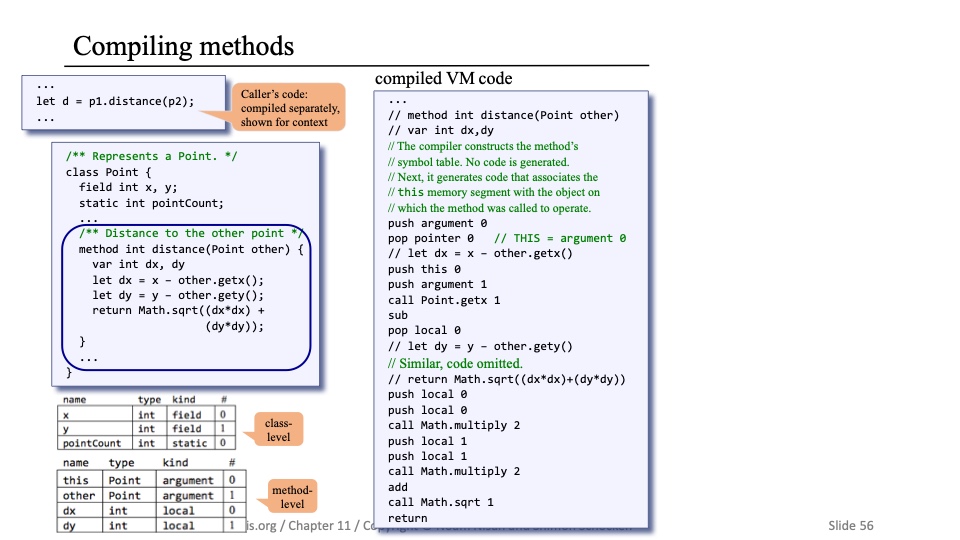 Compiling methods
...
let d = p1.distance(p2);
...
Caller's code:
compiled separately,
shown for context
/** Represents a Point. */
class Point {
field int x, y;
static int pointCount;
...
/** Distance to the other point */
method int distance(Point other) {
var int dx, dy
let dx = x – other.getx();
let dy = y – other.gety();
return Math.sqrt((dx*dx) +
(dy*dy));
}
...
}
name type kind #
x int field 0
y int field 1
pointCount int static 0
class-
level
name type kind #
this Point argument 0
other Point argument 1
dx int local 0
dy int local 1
method-
level
compiled VM code
...
// method int distance(Point other)
// var int dx,dy
// The compiler constructs the method's
// symbol table. No code is generated.
// Next, it generates code that associates the
// this memory segment with the object on
// which the method was called to operate.
push argument 0
pop pointer 0 // THIS = argument 0
// let dx = x – other.getx()
push this 0
push argument 1
call Point.getx 1
sub
pop local 0
// let dy = y – other.gety()
// Similar, code omitted.
// return Math.sqrt((dx*dx)+(dy*dy))
push local 0
push local 0
call Math.multiply 2
push local 1
push local 1
call Math.multiply 2
add
call Math.sqrt 1
return
is.org / Chapter 11 /
Slide 56